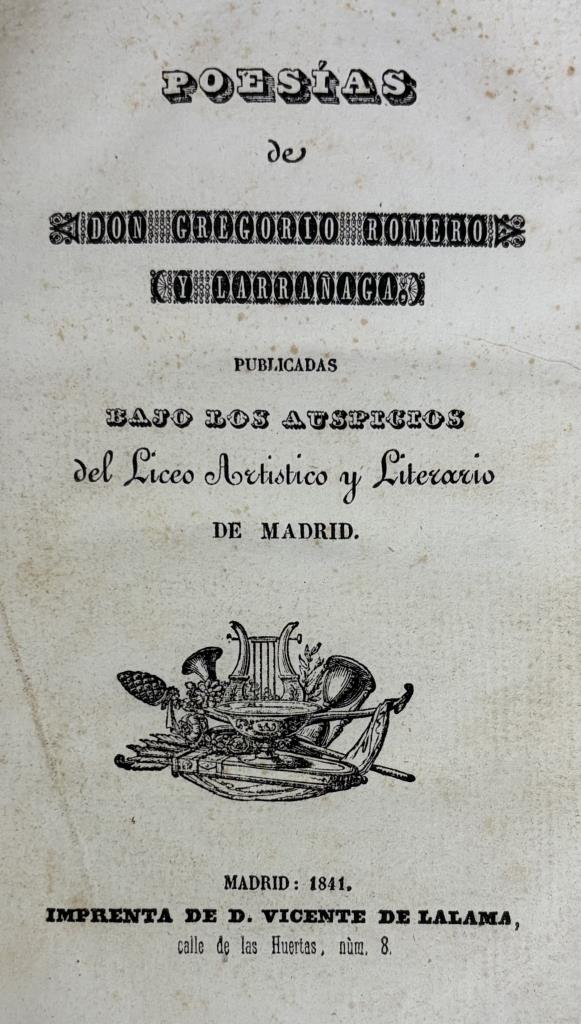 POESÍAS
de
DON GREGORIO ROMERO
Y LARRAÑAGA.
PUBLICADAS
BAJO LOS AUSPICIOS
del Liceo Artistico y Literario
DE MADRID.
MADRID: 1841.
IMPRENTA DE D. VICENTE DE LALAMA,
calle de las Huertas, nùm. 8.